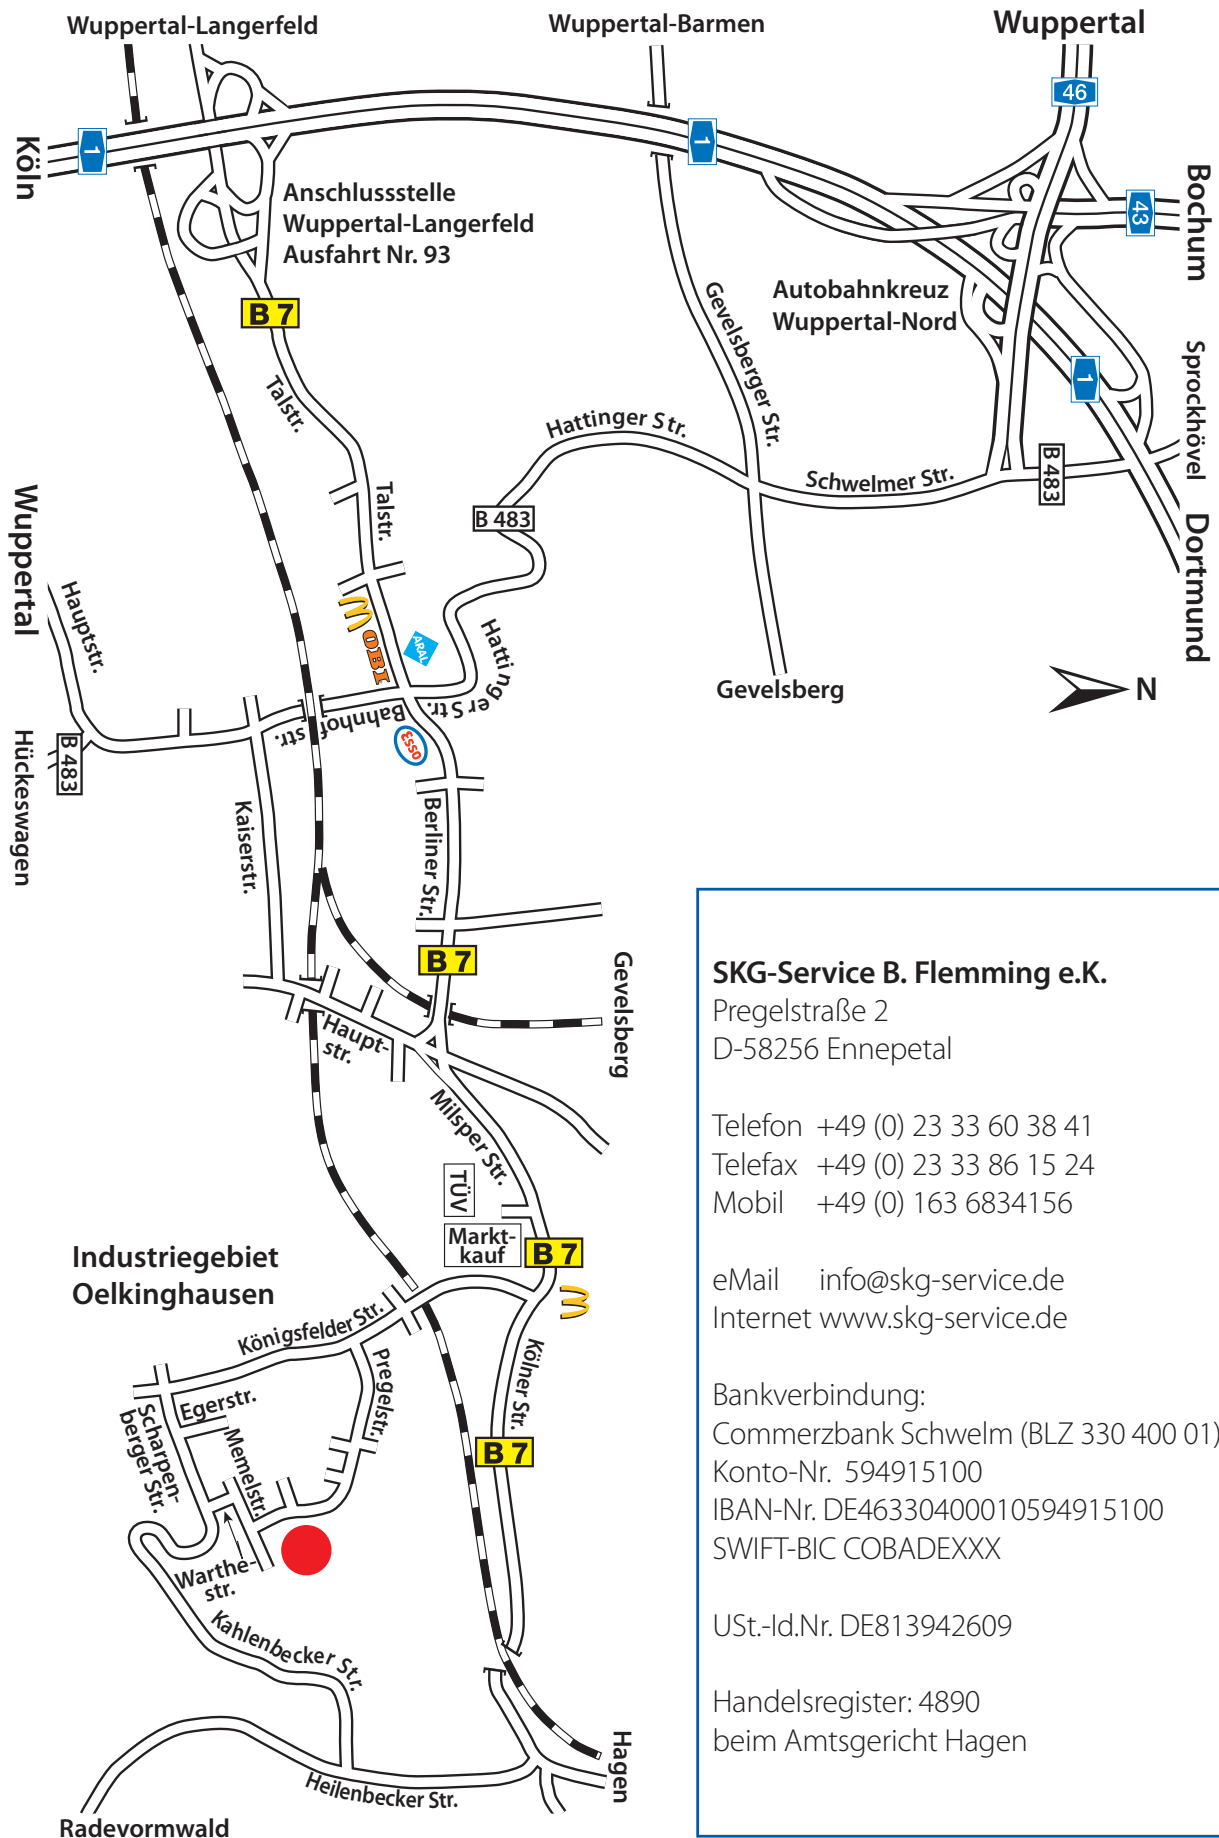 Wuppertal-Langerfeld
Wuppertal-Barmen
Wuppertal
46
Köln
1
1
Bochum
43
Anschlussstelle
Wuppertal-Langerfeld
Ausfahrt Nr. 93
B 7
Autobahnkreuz
Wuppertal-Nord
Gevelsberger Str.
1
Sprockhövel
Talstr.
Hattinger Str.
Schwelmer Str.
B 483
Talstr.
B 483
Dortmund
Wuppertal
Hauptstr.
OBI
ARAL
Hattinger Str.
Gevelsberg
N
Bahnhofstr.
Esso
B 483
Hückeswagen
Kaiserstr.
Berliner Str.
B 7
Gevelsberg
Haupt-
str.
Milsper Str.
TÜV
Markt-
kauf
B 7
Industriegebiet
Oelkinghausen
Königsfelder Str.
Pregelstr.
Kölner Str.
Egerstr.
Scharpen-
berger Str.
Memelstr.
B 7
Warthe-
str.
Kahlenbecker Str.
Hagen
Heilenbecker Str.
Radevormwald
SKG-Service B. Flemming e.K.
Pregelstraße 2
D-58256 Ennepetal
Telefon +49 (0) 23 33 60 38 41
Telefax +49 (0) 23 33 86 15 24
Mobil +49 (0) 163 6834156
eMail info@skg-service.de
Internet www.skg-service.de
Bankverbindung:
Commerzbank Schwelm (BLZ 330 400 01)
Konto-Nr. 594915100
IBAN-Nr. DE46330400010594915100
SWIFT-BIC COBADEXXX
USt.-Id.Nr. DE813942609
Handelsregister: 4890
beim Amtsgericht Hagen